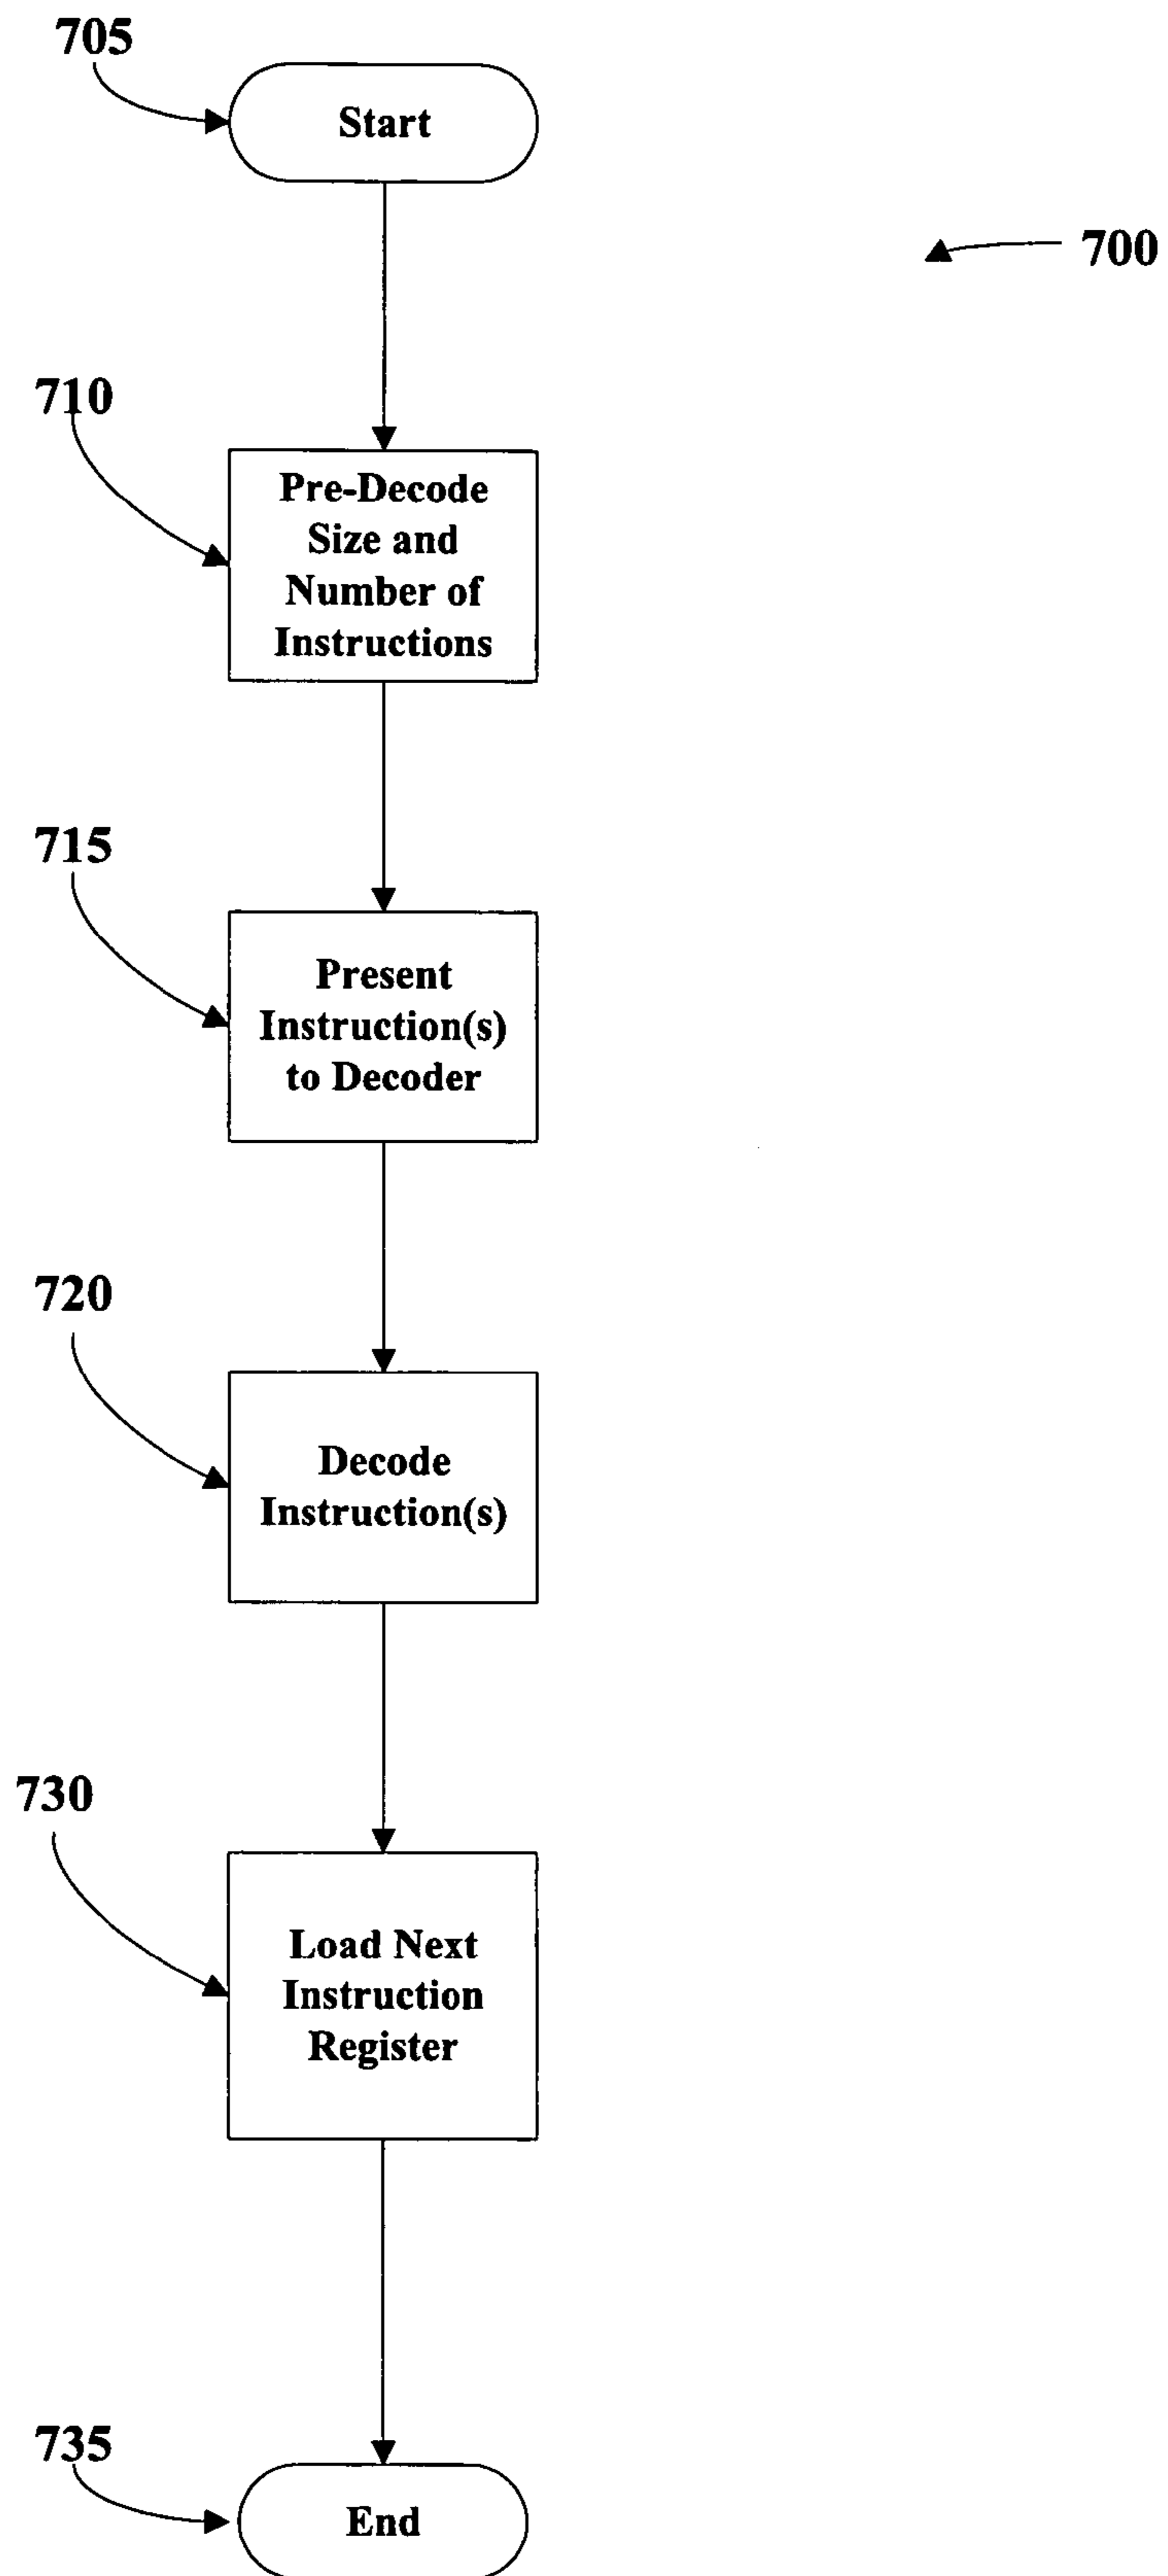 705
Start
700
710
Pre-Decode
Size and
Number of
Instructions
715
Present
Instruction(s)
to Decoder
720
Decode
Instruction(s)
730
Load Next
Instruction
Register
735
End